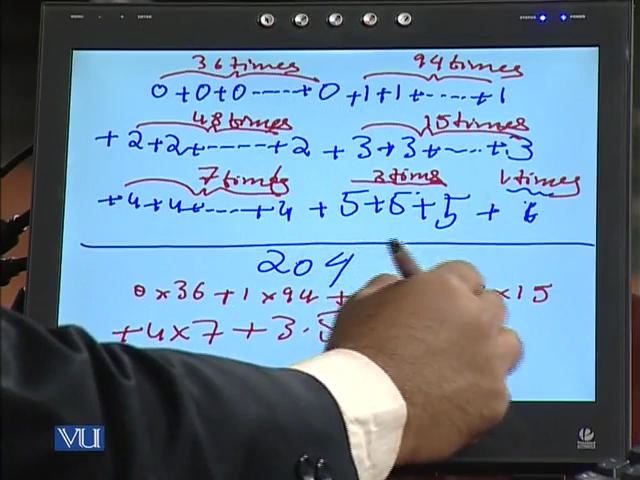 36 times 94 times
0+0+0-----+0+1+1+-----+1
48 times 15 times
+2+2+-----+2+3+3+--...+3
7 times 3 times 1 times
+4+4+-----+4+5+5+5+6
204
0×36+1×94+ ×15
+4×7+3·5
VU